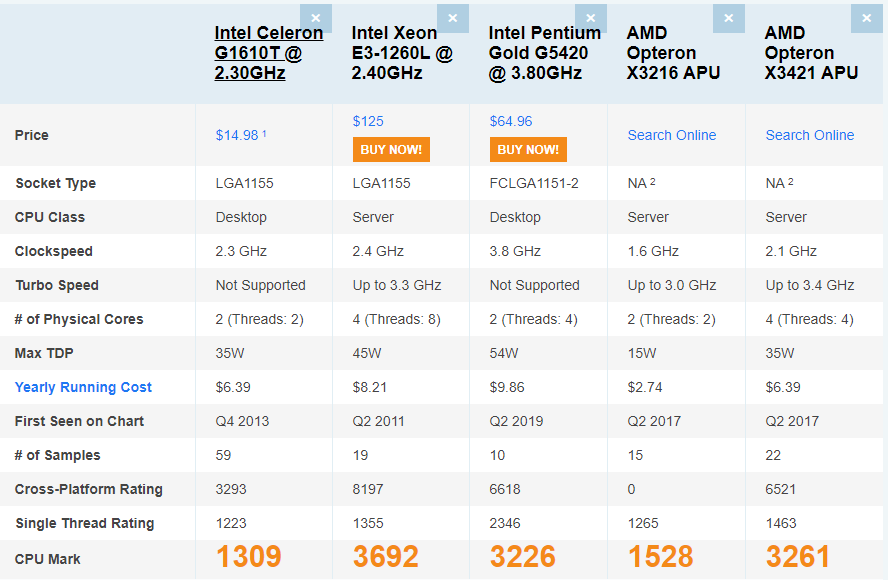 × × × × ×
Intel Celeron G1610T @ 2.30GHz
Intel Xeon E3-1260L @ 2.40GHz
Intel Pentium Gold G5420 @ 3.80GHz
AMD Opteron X3216 APU
AMD Opteron X3421 APU
Price $14.98 1 $125 BUY NOW! $64.96 BUY NOW! Search Online Search Online
Socket Type LGA1155 LGA1155 FCLGA1151-2 NA 2 NA 2
CPU Class Desktop Server Desktop Server Server
Clockspeed 2.3 GHz 2.4 GHz 3.8 GHz 1.6 GHz 2.1 GHz
Turbo Speed Not Supported Up to 3.3 GHz Not Supported Up to 3.0 GHz Up to 3.4 GHz
# of Physical Cores 2 (Threads: 2) 4 (Threads: 8) 2 (Threads: 4) 2 (Threads: 2) 4 (Threads: 4)
Max TDP 35W 45W 54W 15W 35W
Yearly Running Cost $6.39 $8.21 $9.86 $2.74 $6.39
First Seen on Chart Q4 2013 Q2 2011 Q2 2019 Q2 2017 Q2 2017
# of Samples 59 19 10 15 22
Cross-Platform Rating 3293 8197 6618 0 6521
Single Thread Rating 1223 1355 2346 1265 1463
CPU Mark 1309 3692 3226 1528 3261